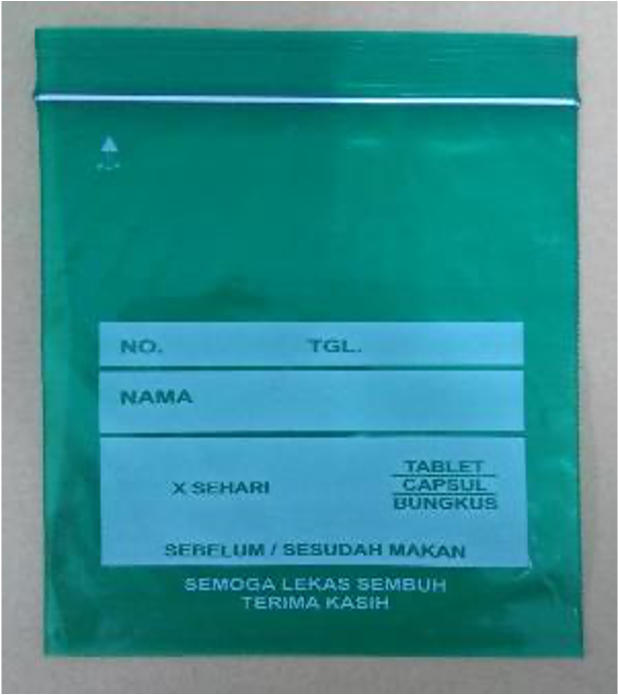 NO. TGL.
NAMA
X SEHARI
TABLET
CAPSUL
BUNGKUS
SEBELUM / SESUDAH MAKAN
SEMOGA LEKAS SEMBUH
TERIMA KASIH